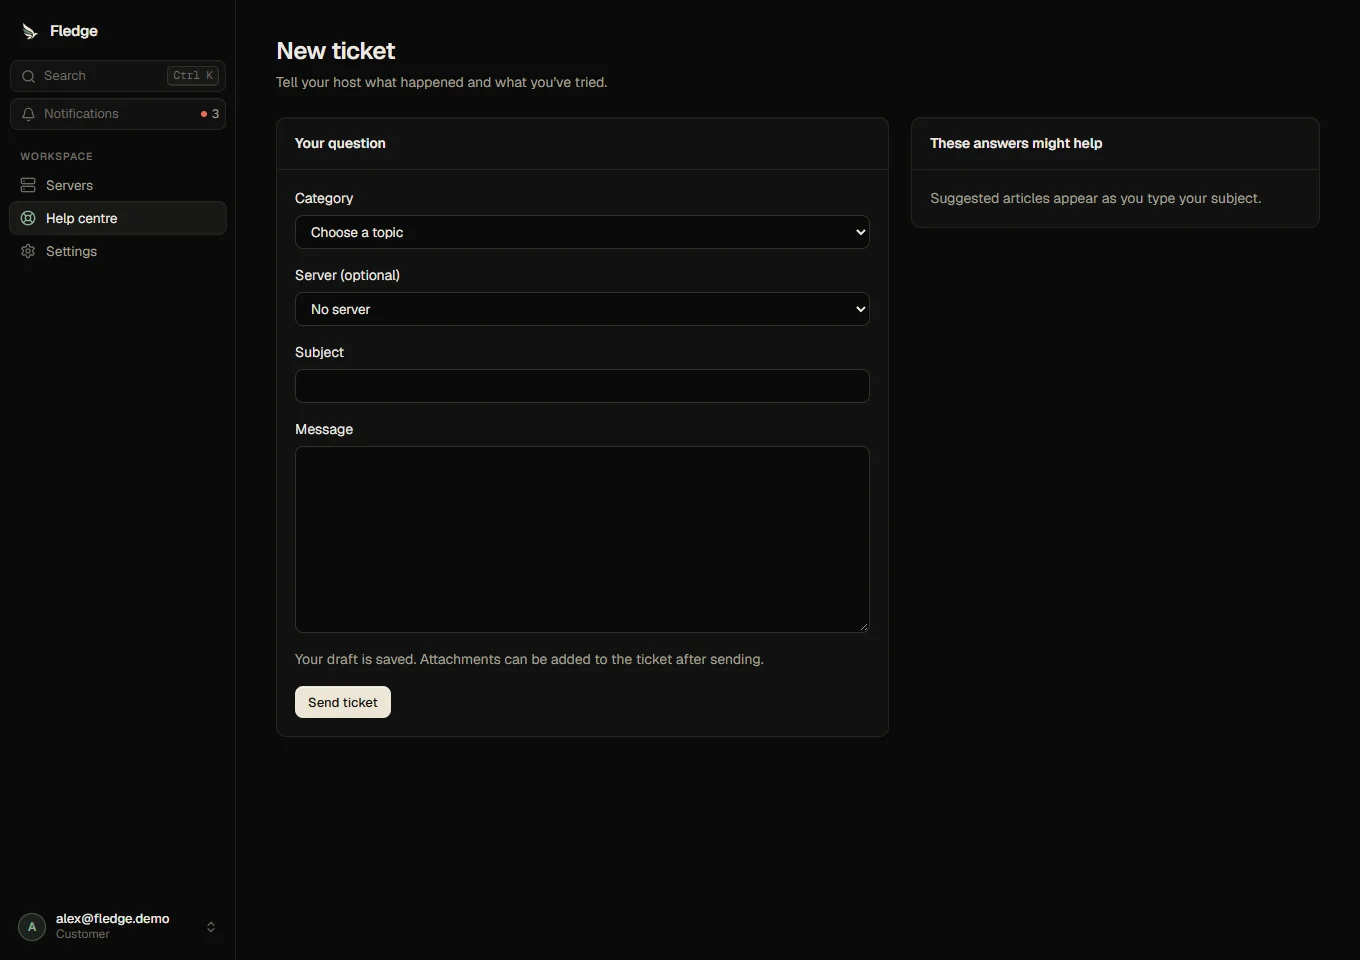 Fledge
Search
Ctrl K
Notifications
3
WORKSPACE
Servers
Help centre
Settings
New ticket
Tell your host what happened and what you've tried.
Your question
Category
Choose a topic
Server (optional)
No server
Subject
Message
Your draft is saved. Attachments can be added to the ticket after sending.
Send ticket
These answers might help
Suggested articles appear as you type your subject.
A
alex@fledge.demo
Customer